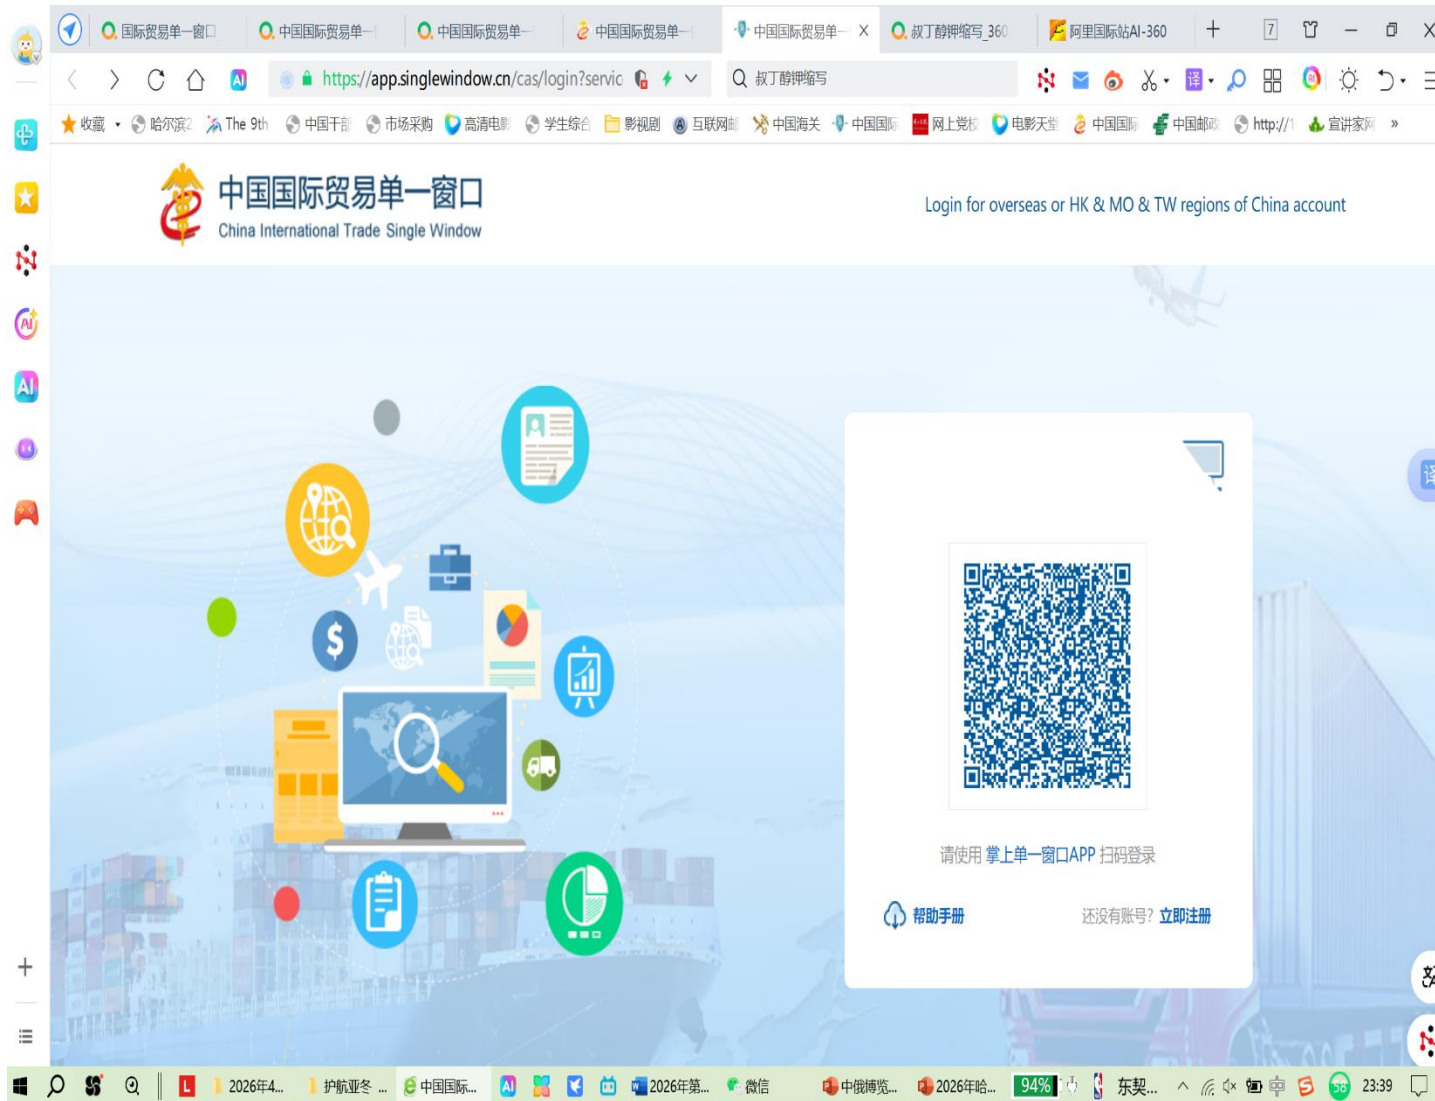 国际贸易单一窗口
中国国际贸易单一
中国国际贸易单一
中国国际贸易单一
中国国际贸易单一
叔丁醇钾缩写_360
阿里国际站AI-360
7
AI
https://app.singlewindow.cn/cas/login?servic
叔丁醇钾缩写
译
收藏
哈尔滨2
The 9th
中国干部
市场采购
高清电影
学生综合
影视剧
互联网邮
中国海关
中国国际
网上党校
电影天堂
中国国际
中国邮政
http://1
宣讲家网
»
中国国际贸易单一窗口
China International Trade Single Window
Login for overseas or HK & MO & TW regions of China account
AI
AI
$
请使用 掌上单一窗口APP 扫码登录
帮助手册
还没有账号? 立即注册
L
2026年4...
护航亚冬 ...
中国国际...
AI
2026年第...
微信
中俄博览...
2026年哈...
94%
东契...
中
58
23:39